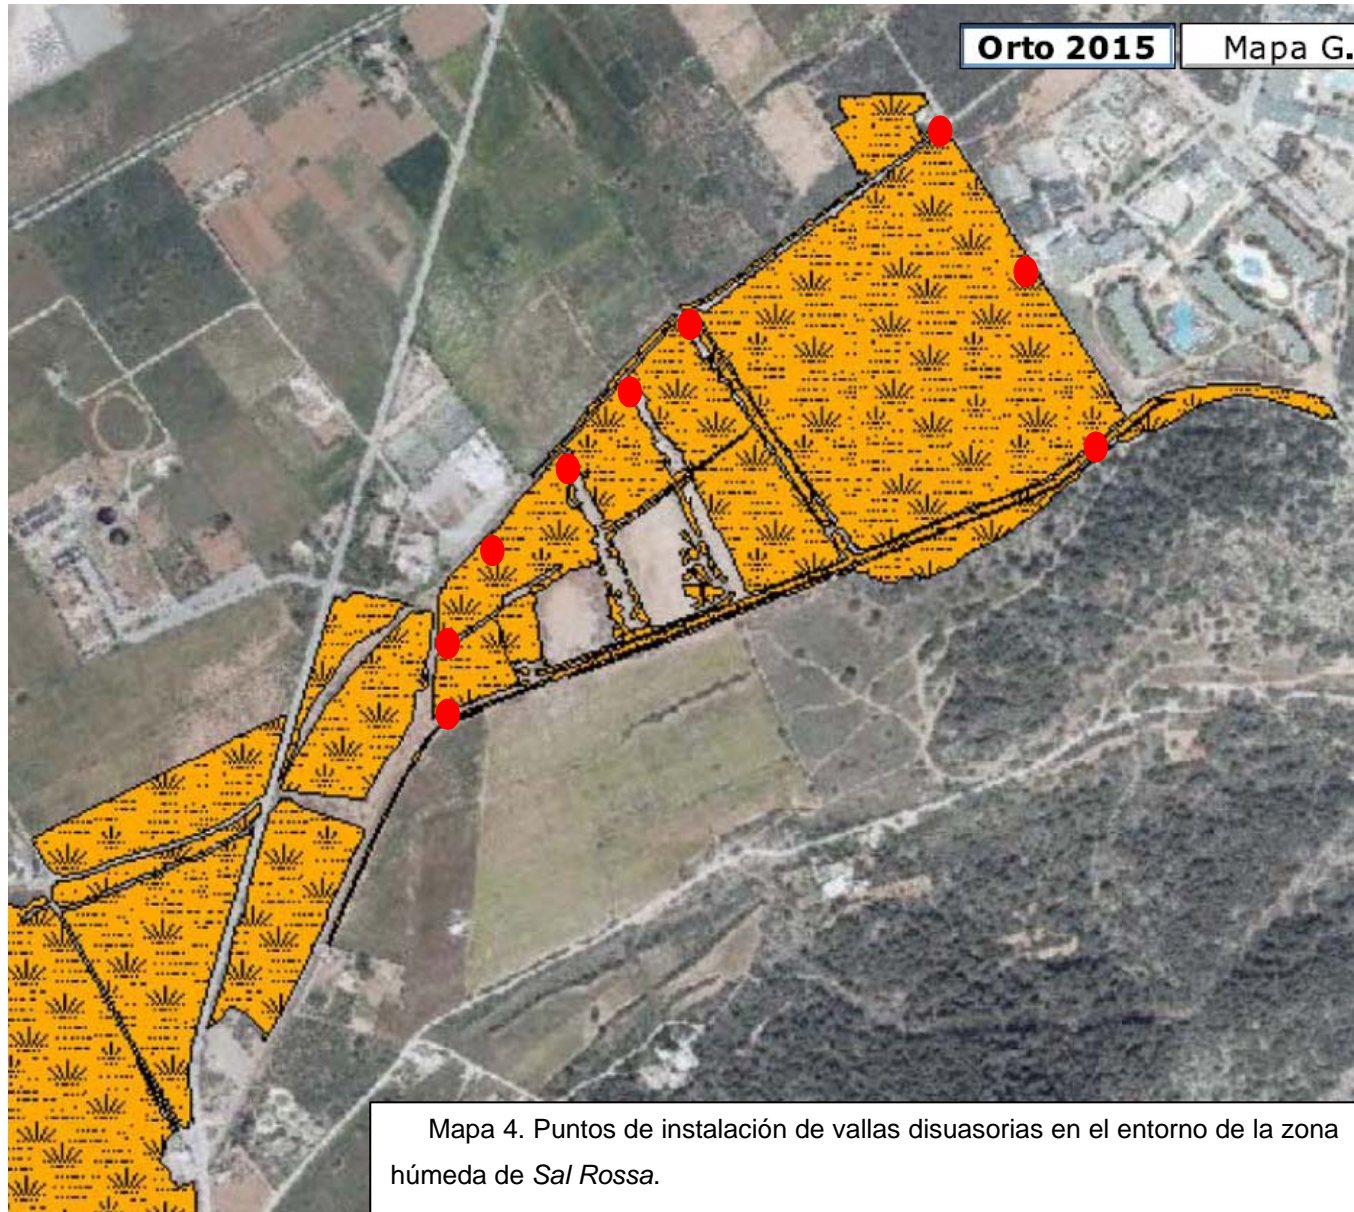 Orto 2015
Mapa G.
Mapa 4. Puntos de instalación de vallas disuasorias en el entorno de la zona
húmeda de Sal Rossa.